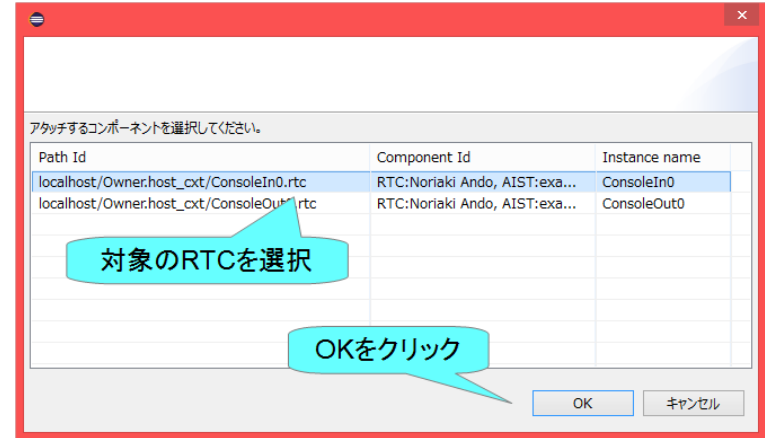 ×
アタッチするコンポーネントを選択してください。
Path Id Component Id Instance name
localhost/Owner.host_cxt/ConsoleIn0.rtc RTC:Noriaki Ando, AIST:exa... ConsoleIn0
localhost/Owner.host_cxt/ConsoleOut0.rtc RTC:Noriaki Ando, AIST:exa... ConsoleOut0
対象のRTCを選択
OKをクリック
OK キャンセル